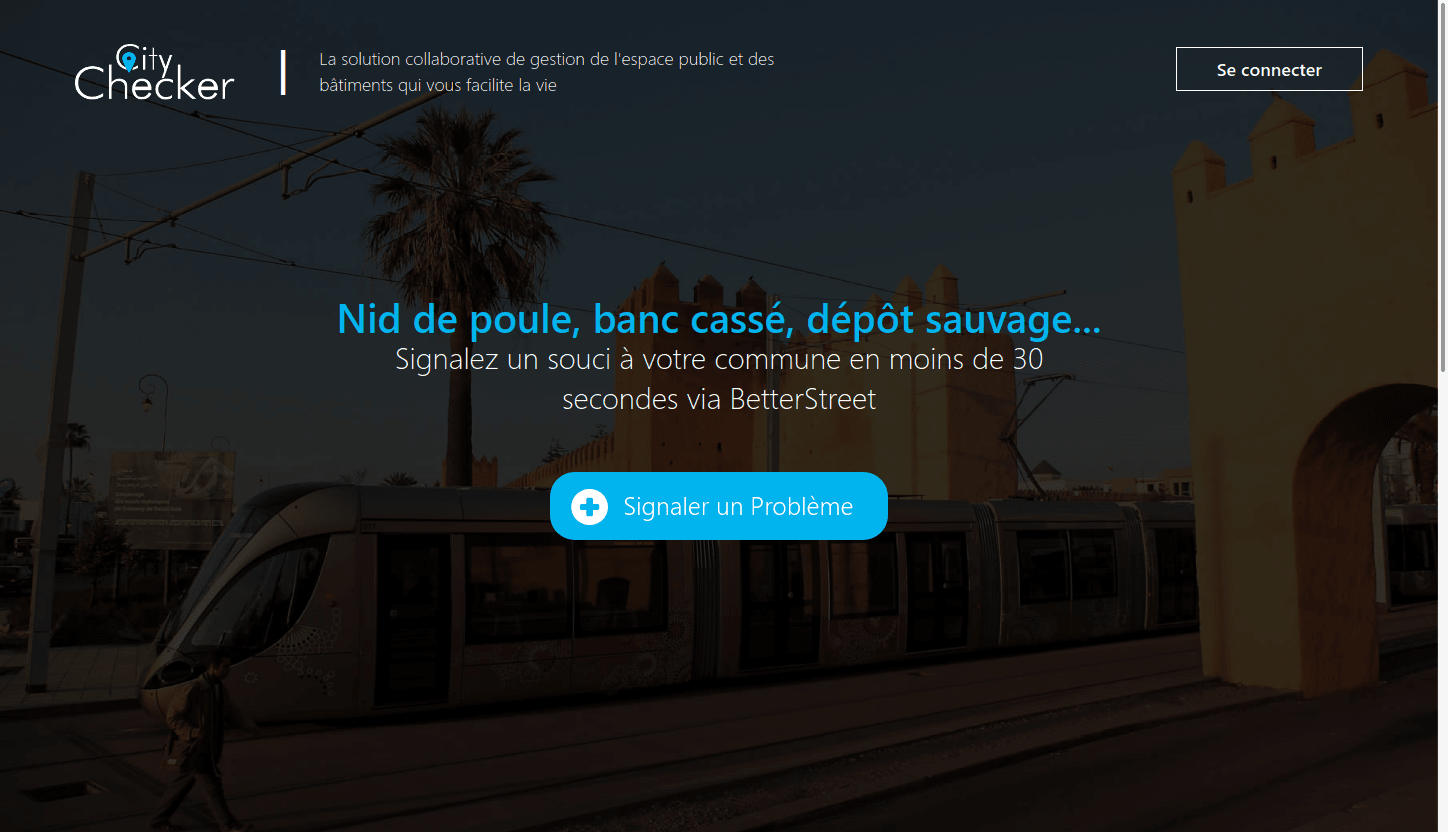 City
Checker
La solution collaborative de gestion de l'espace public et des
bâtiments qui vous facilite la vie
Se connecter
Nid de poule, banc cassé, dépôt sauvage...
Signalez un souci à votre commune en moins de 30
secondes via BetterStreet
Signaler un Problème